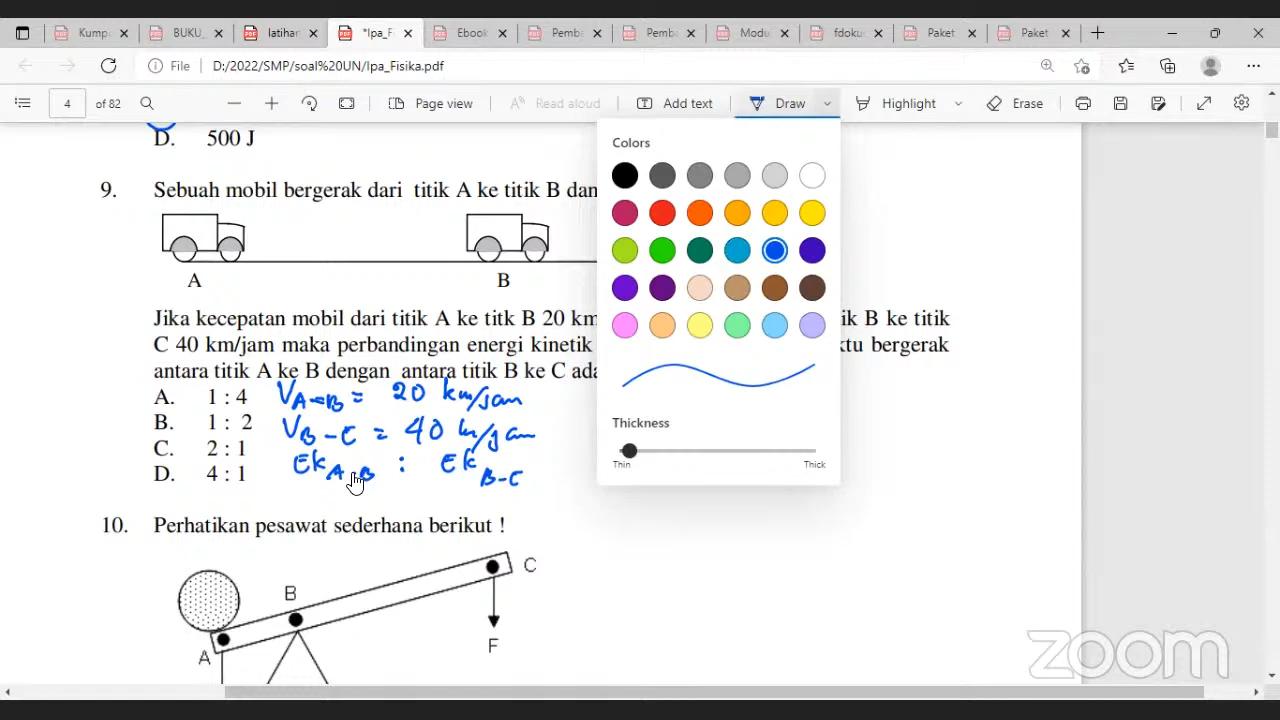 Kump
BUKU_
latihar
*Ipa_F
Ebook
Pemba
Pemba
Modu
fdoku
Paket
Paket
File D:/2022/SMP/soal%20UN/Ipa_Fisika.pdf
4 of 82
Page view
Read aloud
Add text
Draw
Highlight
Erase
D. 500 J
9. Sebuah mobil bergerak dari titik A ke titik B dan
A B
Jika kecepatan mobil dari titik A ke titk B 20 km ik B ke titik
C 40 km/jam maka perbandingan energi kinetik ktu bergerak
antara titik A ke B dengan antara titik B ke C ada
A. 1 : 4 VA-B = 20 km/jam
B. 1 : 2 VB-C = 40 km/jam
C. 2 : 1 EkA-B : EkB-C
D. 4 : 1
10. Perhatikan pesawat sederhana berikut !
C
B
F
A
Colors
Thickness
Thin Thick
zoom